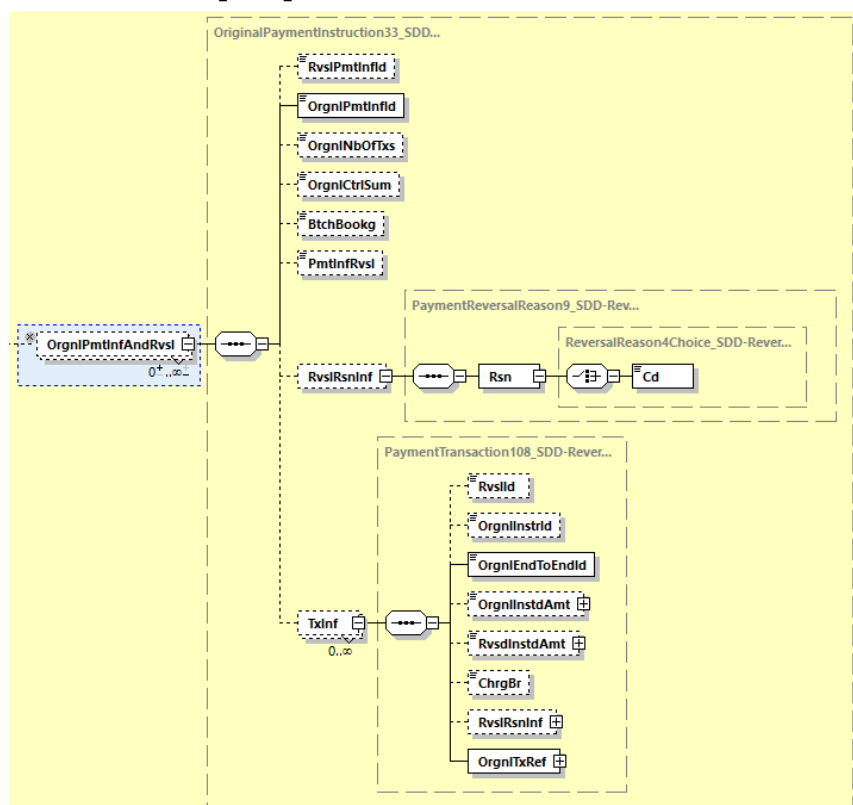 OriginalPaymentInstruction33_SDD...
RvslPmtInfId
OrgnlPmtInfId
OrgnlNbOfTxs
OrgnlCtrlSum
BtchBookg
PmtInfRvsl
PaymentReversalReason9_SDD-Rev...
OrgnlPmtInfAndRvsl
0..∞
ReversalReason4Choice_SDD-Rever...
RvslRsnInf
Rsn
Cd
PaymentTransaction108_SDD-Rever...
RvslId
OrgnlInstrId
OrgnlEndToEndId
OrgnlInstdAmt
TxInf
0..∞
RvsdInstdAmt
ChrgBr
RvslRsnInf
OrgnlTxRef